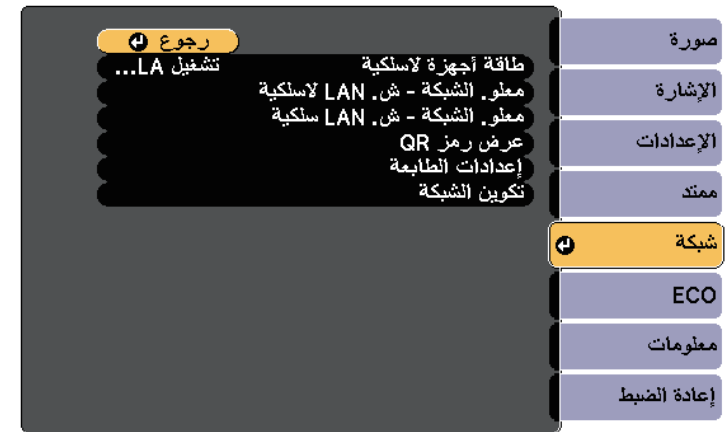 صورة
الإشارة
الإعدادات
ممتد
شبكة
ECO
معلومات
إعادة الضبط
رجوع
طاقة أجهزة لاسلكية تشغيل LA...
معلو. الشبكة - ش. LAN لاسلكية
معلو. الشبكة - ش. LAN سلكية
عرض رمز QR
إعدادات الطابعة
تكوين الشبكة